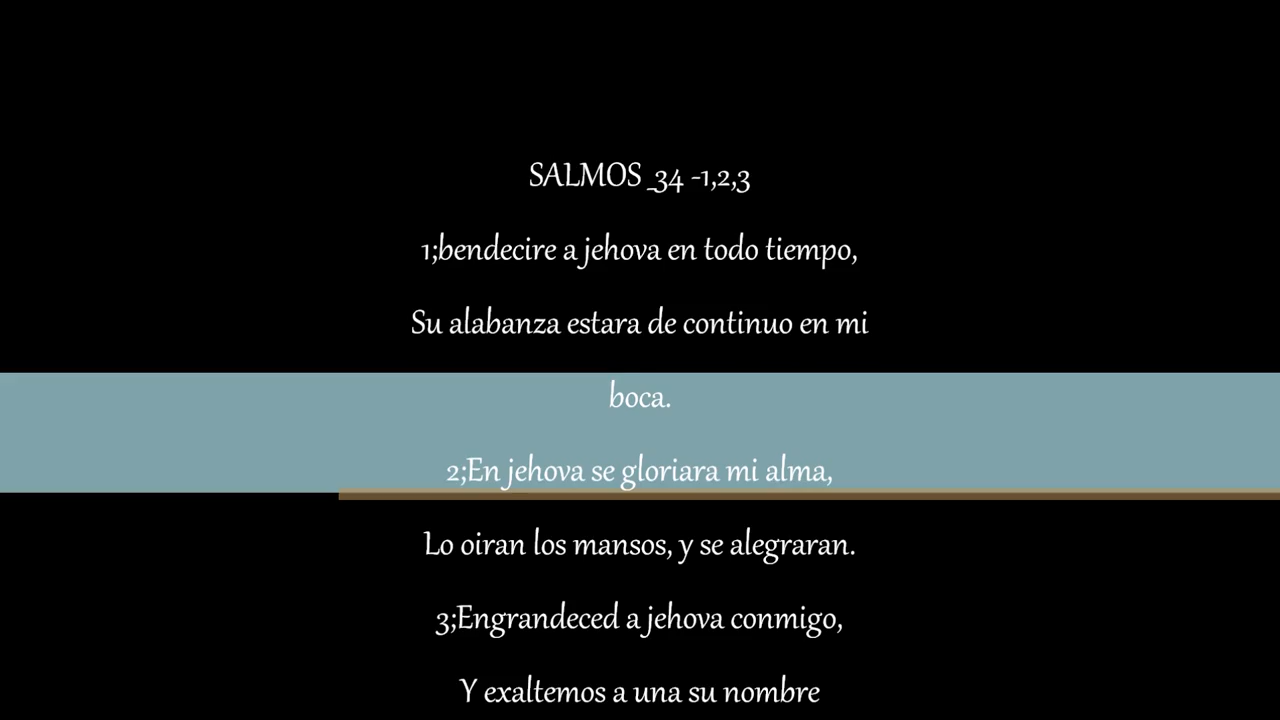 SALMOS _34 -1,2,3
1;bendecire a jehova en todo tiempo,
Su alabanza estara de continuo en mi
boca.
2;En jehova se gloriara mi alma,
Lo oiran los mansos, y se alegraran.
3;Engrandeced a jehova conmigo,
Y exaltemos a una su nombre